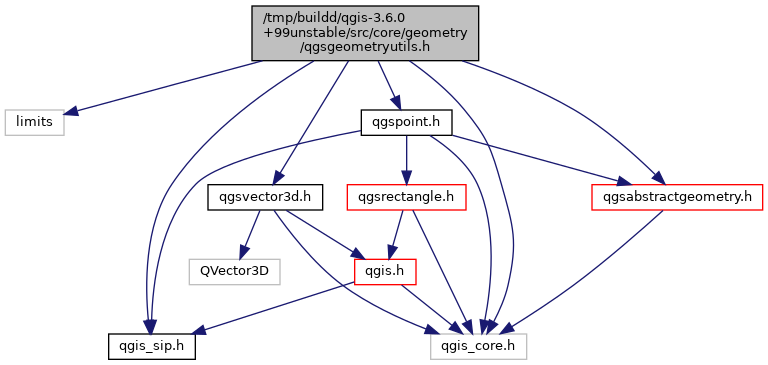 /tmp/buildd/qgis-3.6.0
+99unstable/src/core/geometry
/qgsgeometryutils.h
limits
qgspoint.h
qgsvector3d.h
qgsrectangle.h
qgsabstractgeometry.h
QVector3D
qgis.h
qgis_sip.h
qgis_core.h